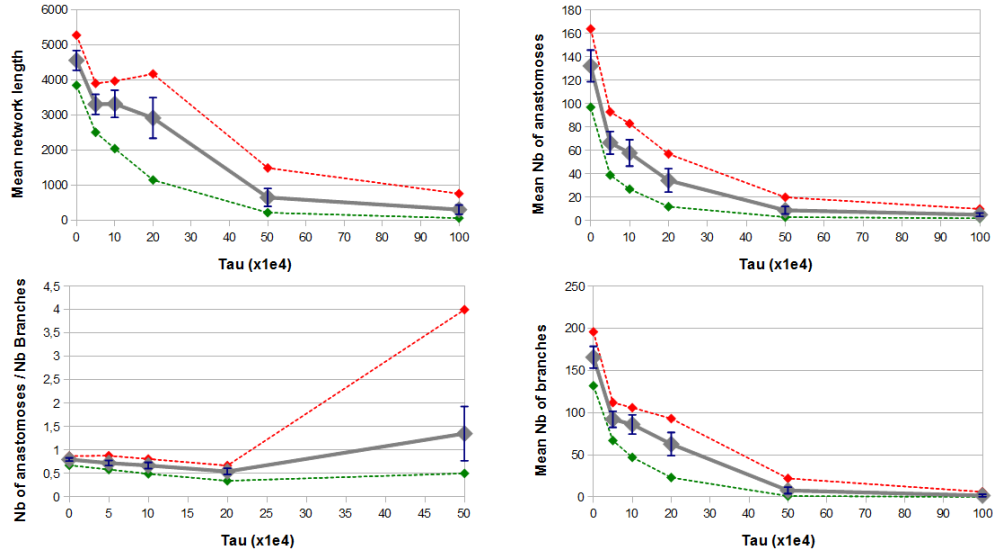 Mean network length
6000
5000
4000
3000
2000
1000
0
0 10 20 30 40 50 60 70 80 90 100
Tau (x1e4)
Mean Nb of anastomoses
180
160
140
120
100
80
60
40
20
0
0 10 20 30 40 50 60 70 80 90 100
Tau (x1e4)
Nb of anastomoses / Nb Branches
4,5
4
3,5
3
2,5
2
1,5
1
0,5
0
0 5 10 15 20 25 30 35 40 45 50
Tau (x1e4)
Mean Nb of branches
250
200
150
100
50
0
0 10 20 30 40 50 60 70 80 90 100
Tau (x1e4)